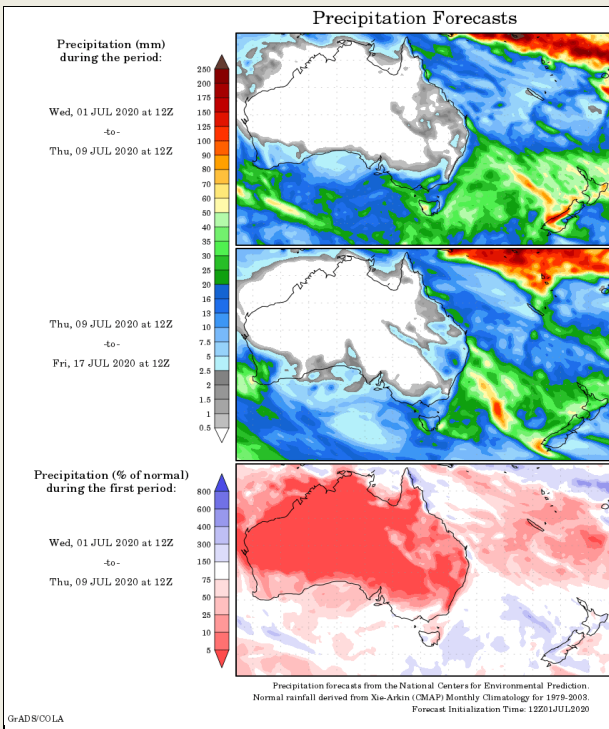 Precipitation Forecasts
Precipitation (mm)
during the period:
Wed, 01 JUL 2020 at 12Z
-to-
Thu, 09 JUL 2020 at 12Z
250
200
175
150
125
100
90
80
70
60
50
40
35
30
25
20
16
13
10
7.5
5
2.5
2
1.5
1
0.5
Thu, 09 JUL 2020 at 12Z
-to-
Fri, 17 JUL 2020 at 12Z
Precipitation (% of normal)
during the first period:
Wed, 01 JUL 2020 at 12Z
-to-
Thu, 09 JUL 2020 at 12Z
800
600
400
300
150
75
50
25
10
5
Precipitation forecasts from the National Centers for Environmental Prediction.
Normal rainfall derived from Xie-Arkin (CMAP) Monthly Climatology for 1979-2003.
Forecast Initialization Time: 12Z01JUL2020
GrADS/COLA